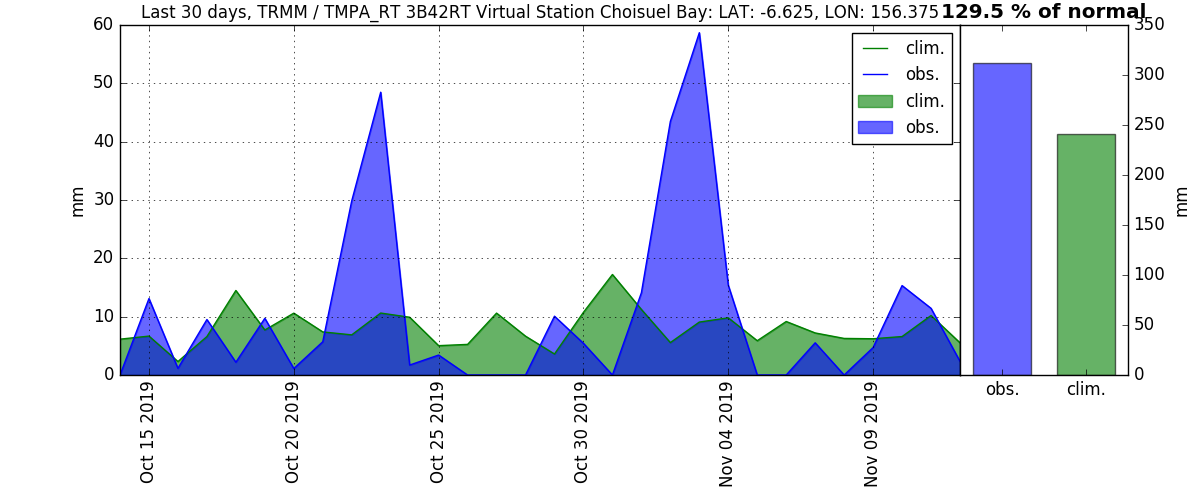 Last 30 days, TRMM / TMPA_RT 3B42RT Virtual Station Choisuel Bay: LAT: -6.625, LON: 156.375
129.5 % of normal
60
50
40
30
20
10
0
mm
clim.
obs.
clim.
obs.
350
300
250
200
150
100
50
0
mm
Oct 15 2019
Oct 20 2019
Oct 25 2019
Oct 30 2019
Nov 04 2019
Nov 09 2019
obs.
clim.